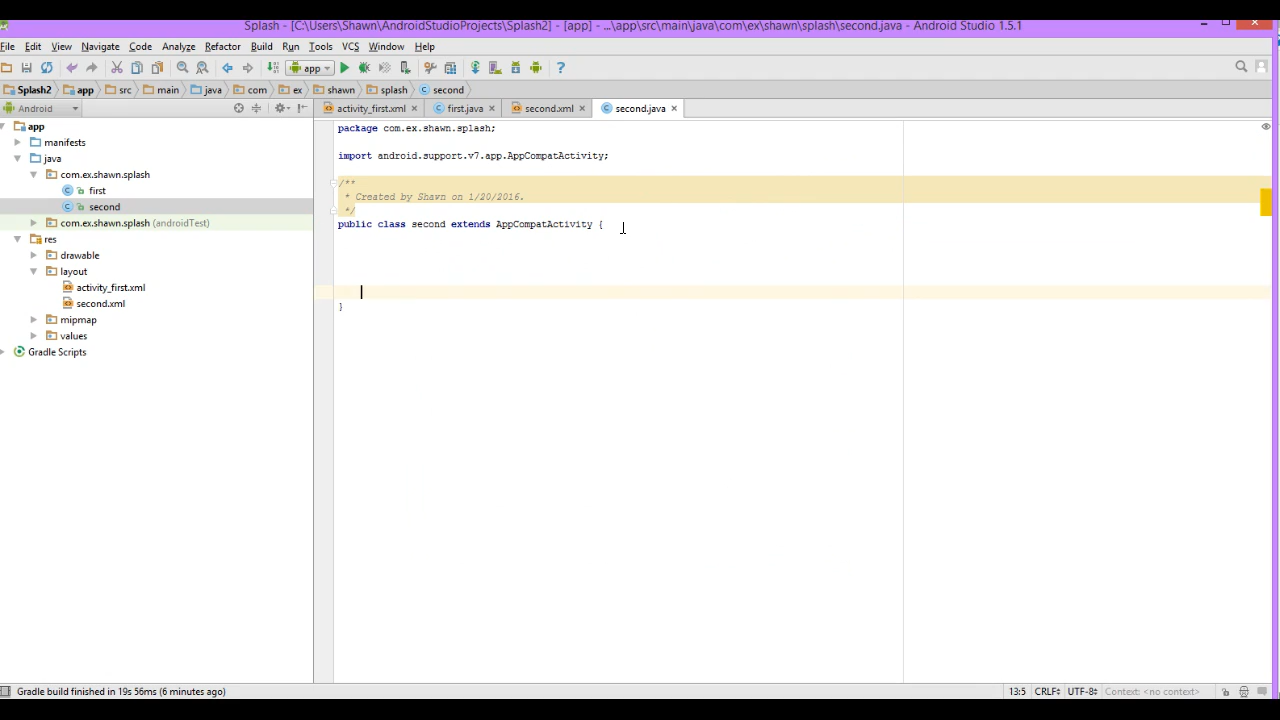 Splash - [C:\Users\Shawn\AndroidStudioProjects\Splash2] - [app] - ...\app\src\main\java\com\ex\shawn\splash\second.java - Android Studio 1.5.1
File Edit View Navigate Code Analyze Refactor Build Run Tools VCS Window Help
app
Splash2 app src main java com ex shawn splash second
Android activity_first.xml first.java second.xml second.java
app
manifests
java
com.ex.shawn.splash
first
second
com.ex.shawn.splash (androidTest)
res
drawable
layout
activity_first.xml
second.xml
mipmap
values
Gradle Scripts
package com.ex.shawn.splash;
import android.support.v7.app.AppCompatActivity;
/**
* Created by Shawn on 1/20/2016.
*/
public class second extends AppCompatActivity {
}
Gradle build finished in 19s 56ms (6 minutes ago) 13:5 CRLF UTF-8 Context: <no context>